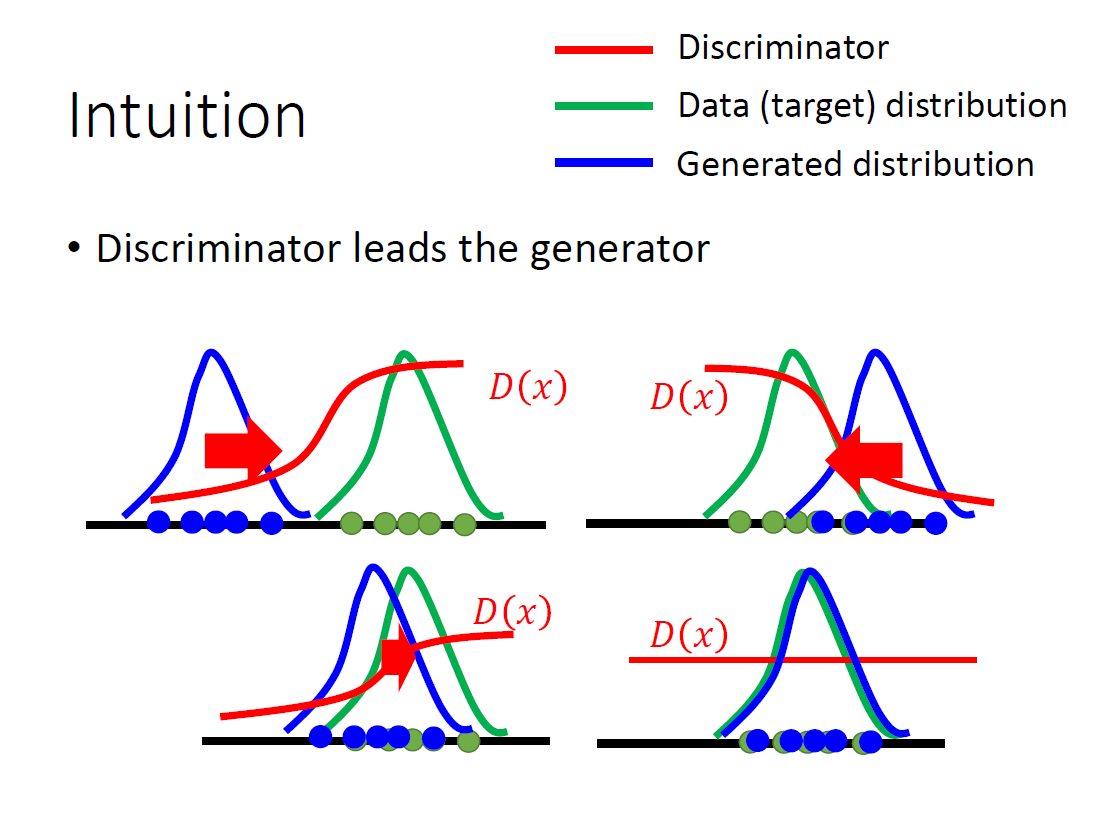 Discriminator
Intuition
Data (target) distribution
Generated distribution
• Discriminator leads the generator
D(x)
D(x)
D(x)
D(x)